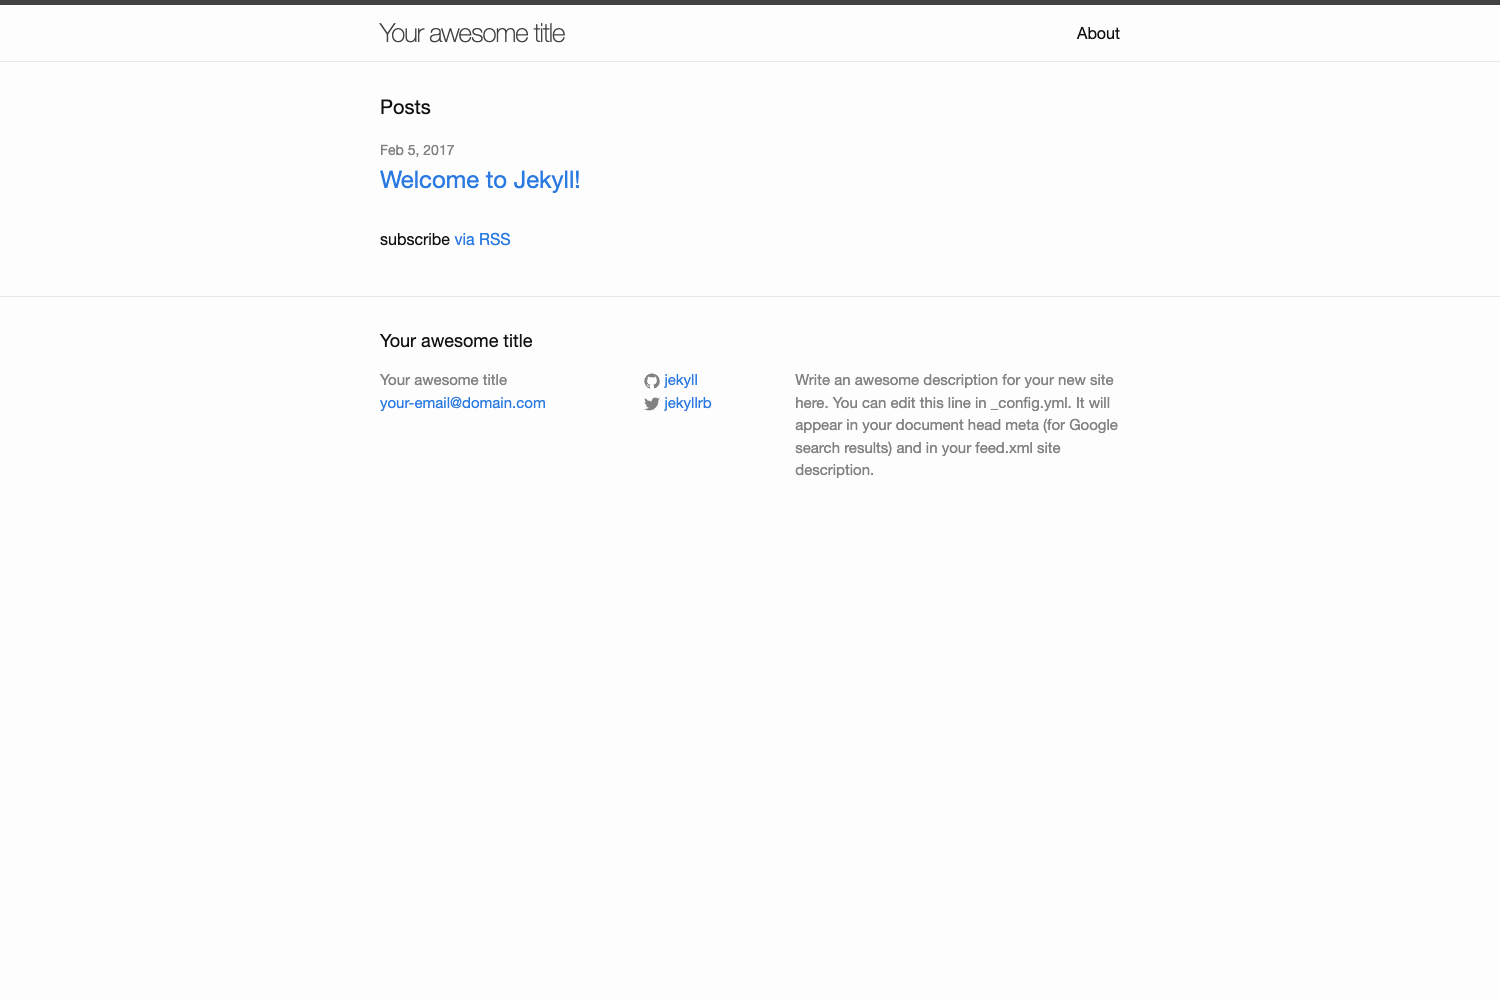 Your awesome title
About
Posts
Feb 5, 2017
Welcome to Jekyll!
subscribe via RSS
Your awesome title
Your awesome title
your-email@domain.com
jekyll
jekyllrb
Write an awesome description for your new site
here. You can edit this line in _config.yml. It will
appear in your document head meta (for Google
search results) and in your feed.xml site
description.